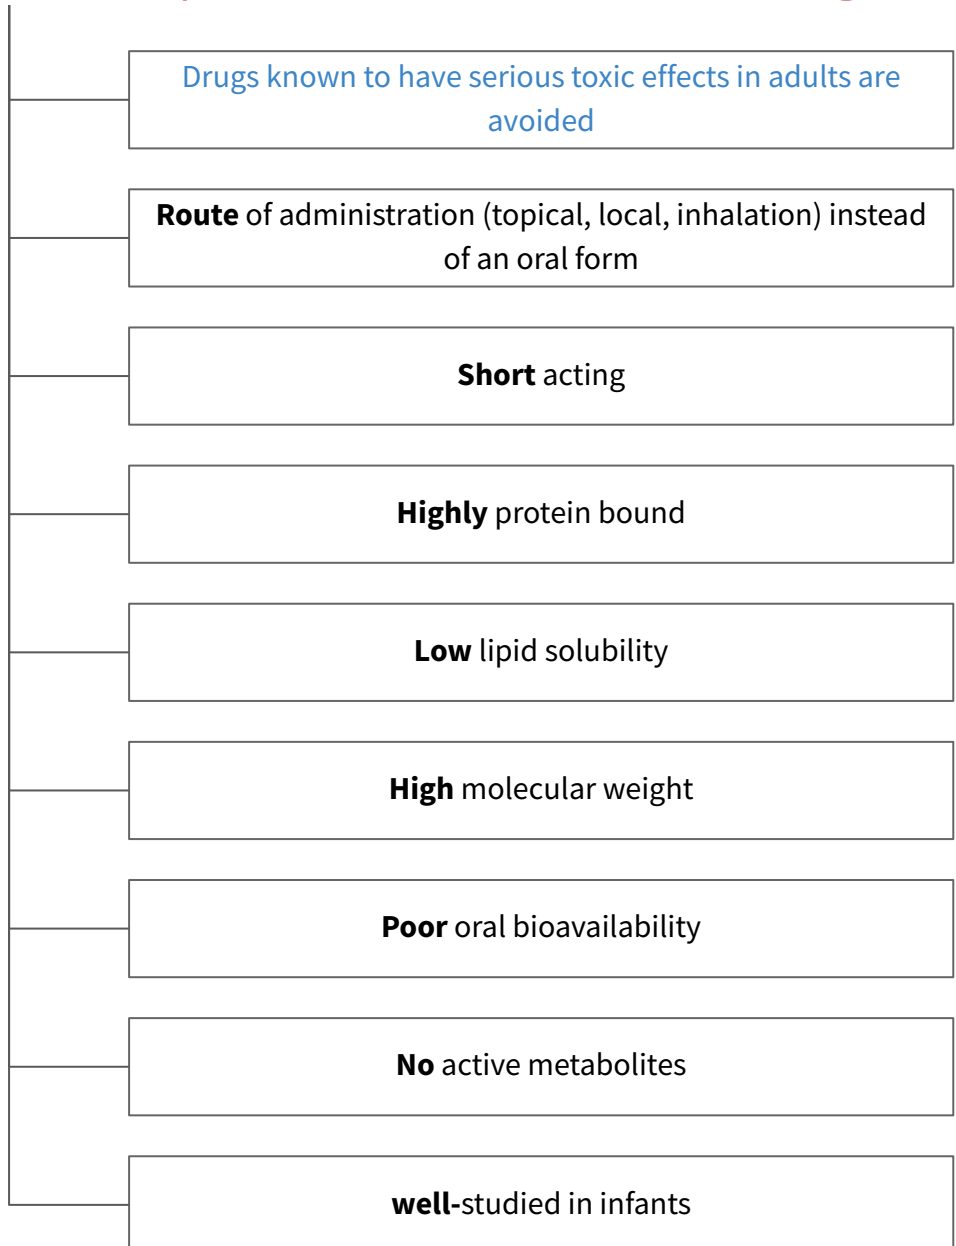 Drugs known to have serious toxic effects in adults are
avoided
Route of administration (topical, local, inhalation) instead
of an oral form
Short acting
Highly protein bound
Low lipid solubility
High molecular weight
Poor oral bioavailability
No active metabolites
well-studied in infants